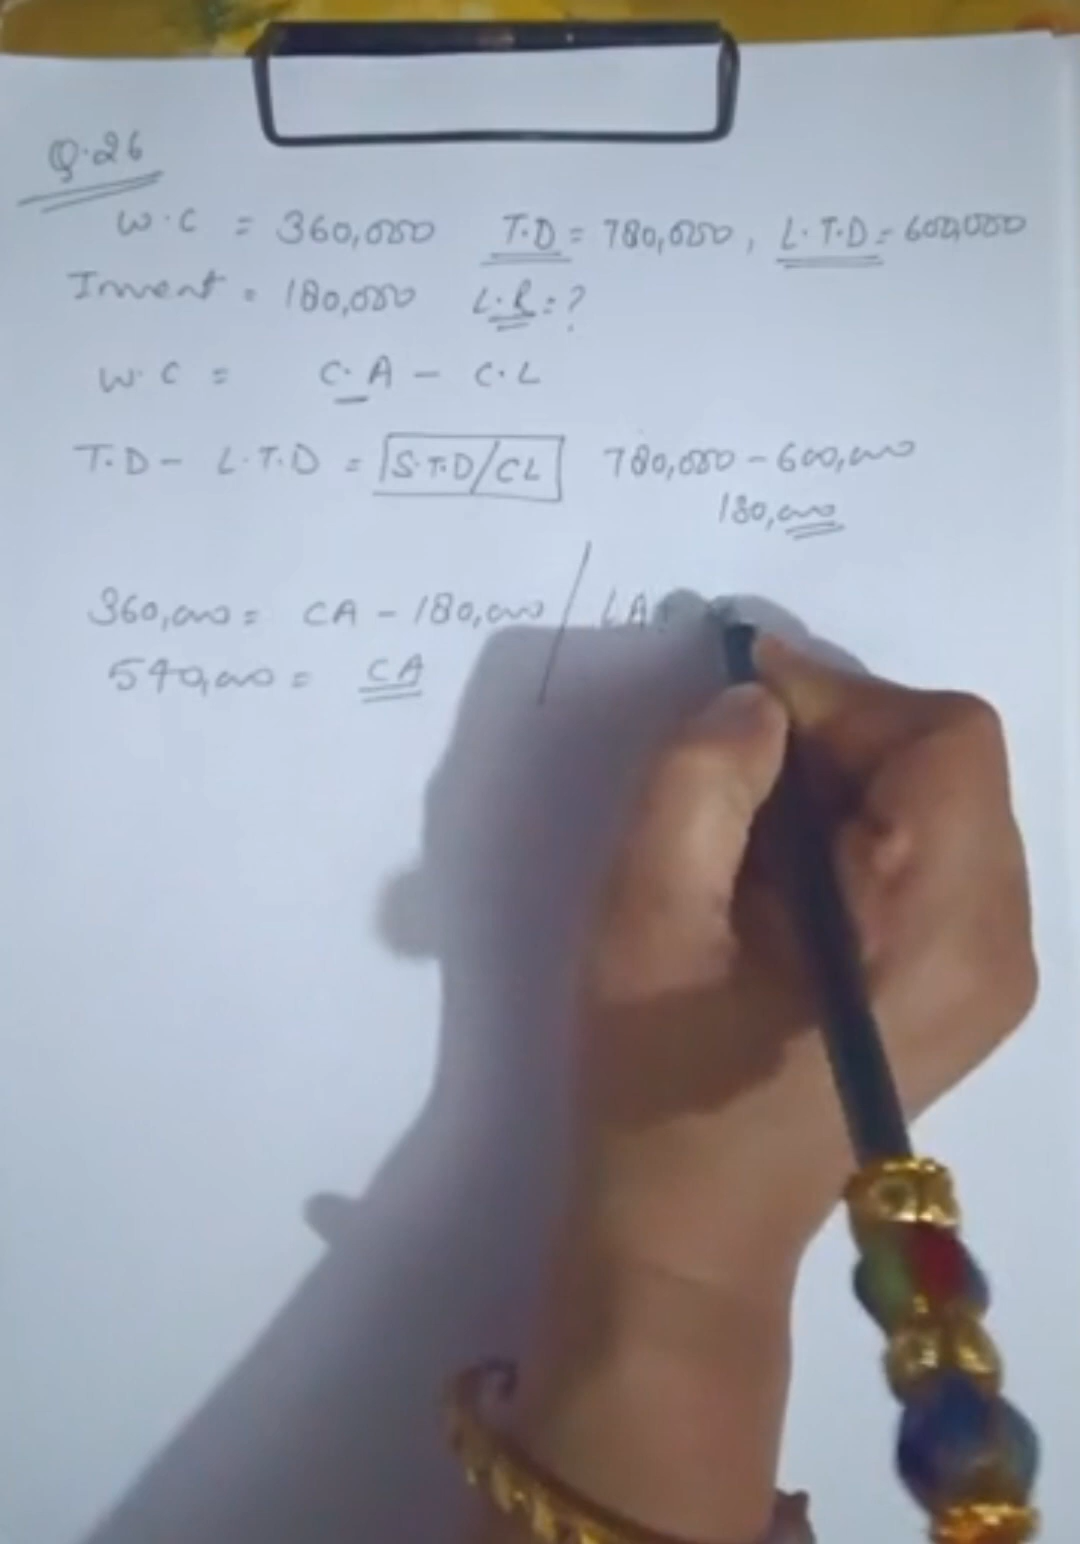 Q.26
W.C = 360,000 T.D = 780,000, L.T.D = 600,000
Invent = 180,000 L.R = ?
W.C = C.A - C.L
T.D - L.T.D = S.T.D/CL 780,000 - 600,000
180,000
360,000 = CA - 180,000 / LA =
540,000 = CA